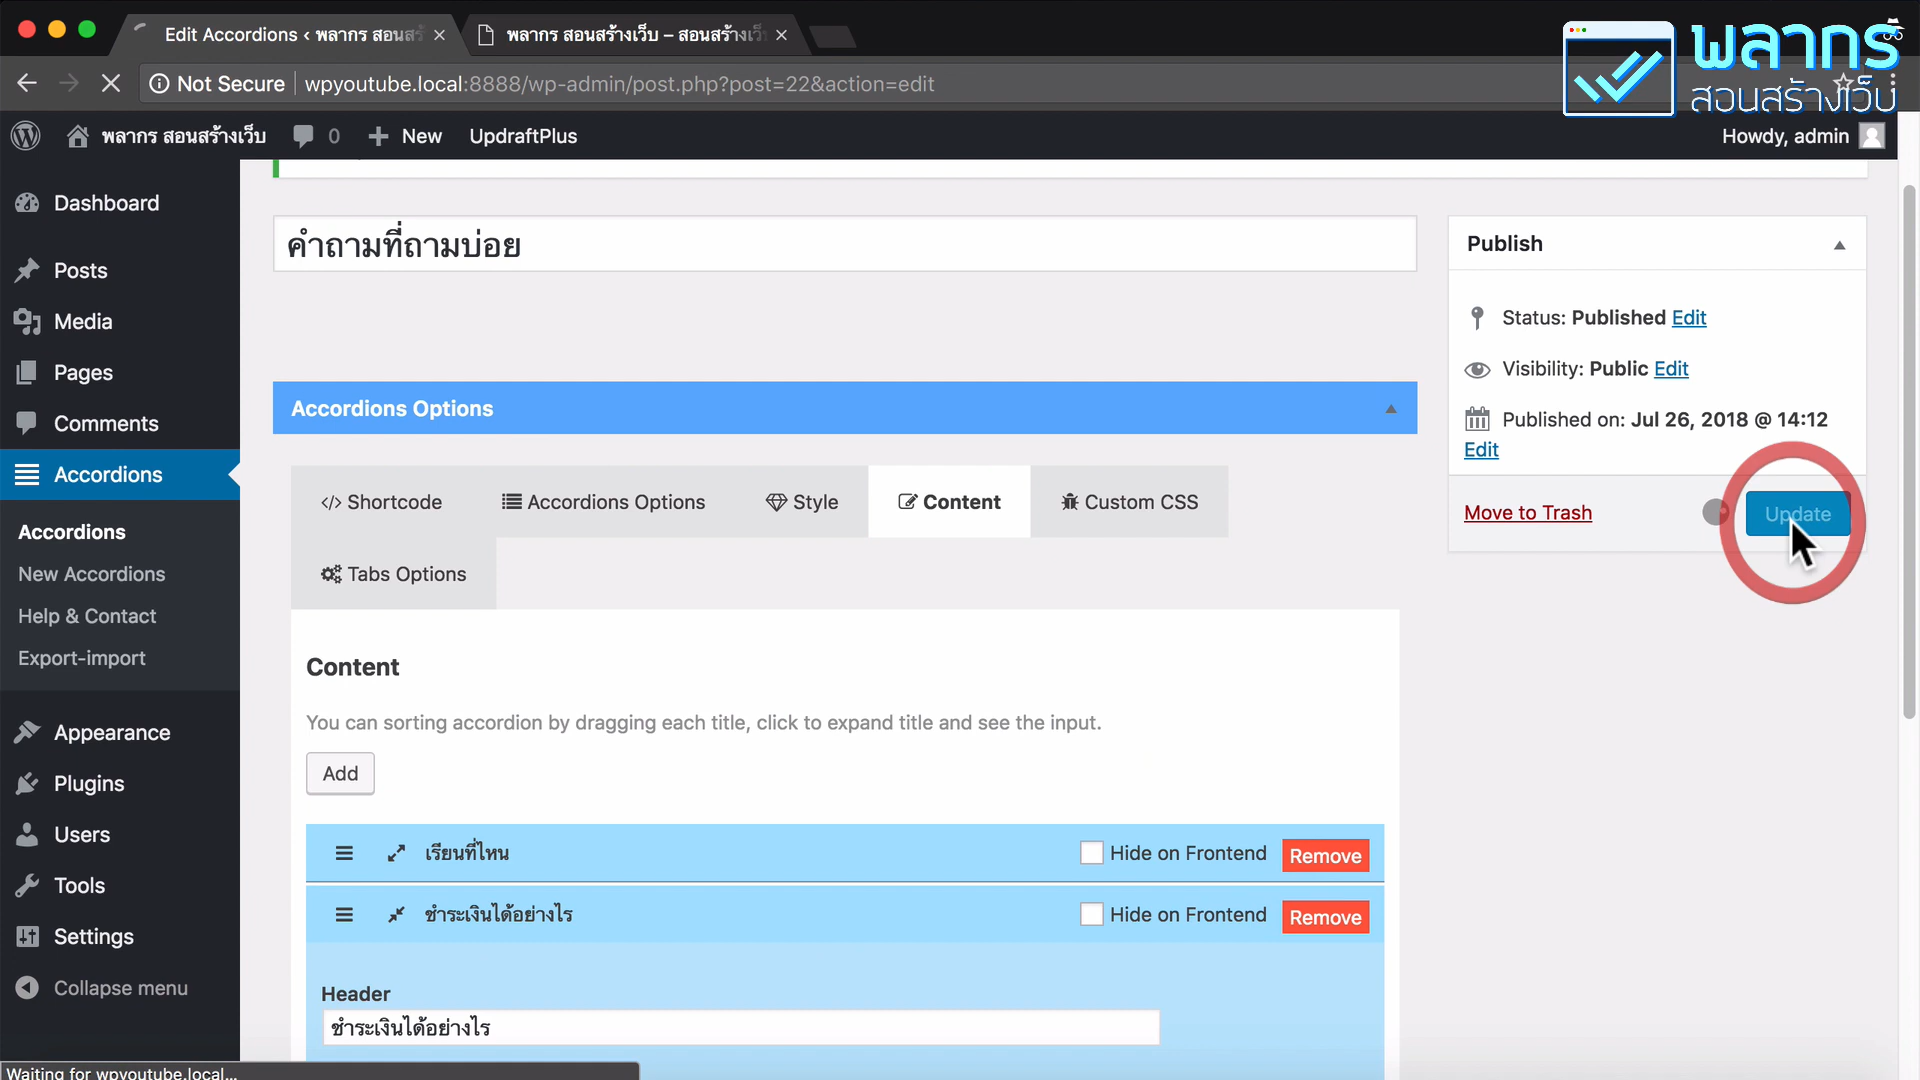 Edit Accordions ‹ พลากร สอนสร้
พลากร สอนสร้างเว็บ – สอนสร้างเว็
พลากร
สอนสร้างเว็บ
Not Secure
wpyoutube.local:8888/wp-admin/post.php?post=22&action=edit
พลากร สอนสร้างเว็บ
0
New
UpdraftPlus
Howdy, admin
Dashboard
Posts
Media
Pages
Comments
Accordions
Accordions
New Accordions
Help & Contact
Export-import
Appearance
Plugins
Users
Tools
Settings
Collapse menu
คำถามที่ถามบ่อย
Accordions Options
Shortcode
Accordions Options
Style
Content
Custom CSS
Tabs Options
Content
You can sorting accordion by dragging each title, click to expand title and see the input.
Add
เรียนที่ไหน
Hide on Frontend
Remove
ชำระเงินได้อย่างไร
Hide on Frontend
Remove
Header
ชำระเงินได้อย่างไร
Publish
Status: Published Edit
Visibility: Public Edit
Published on: Jul 26, 2018 @ 14:12
Edit
Move to Trash
Update
Waiting for wpyoutube.local...